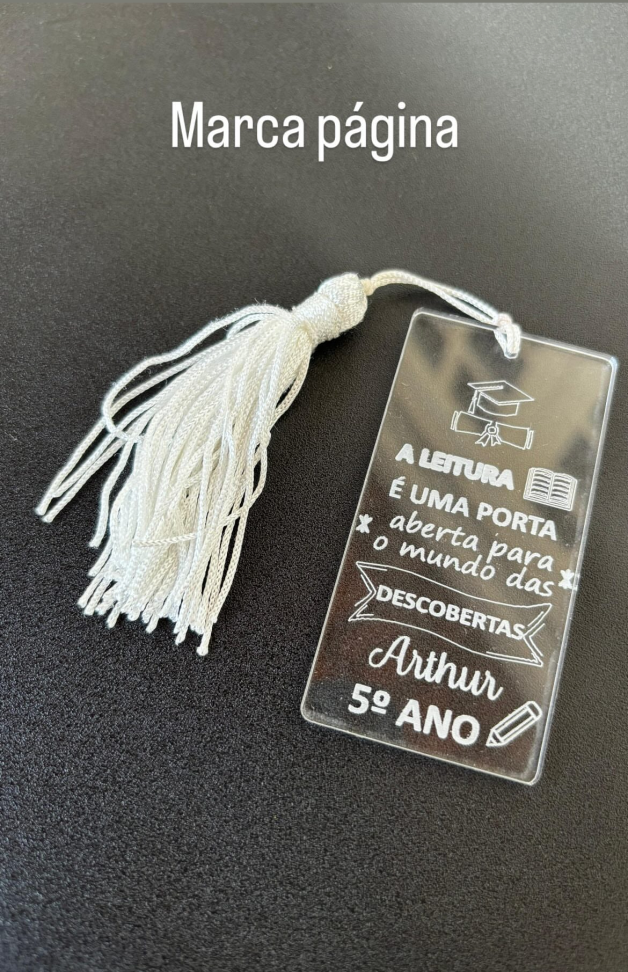 Marca página
A LEITURA
É UMA PORTA
aberta para
o mundo das
DESCOBERTAS
Arthur
5º ANO